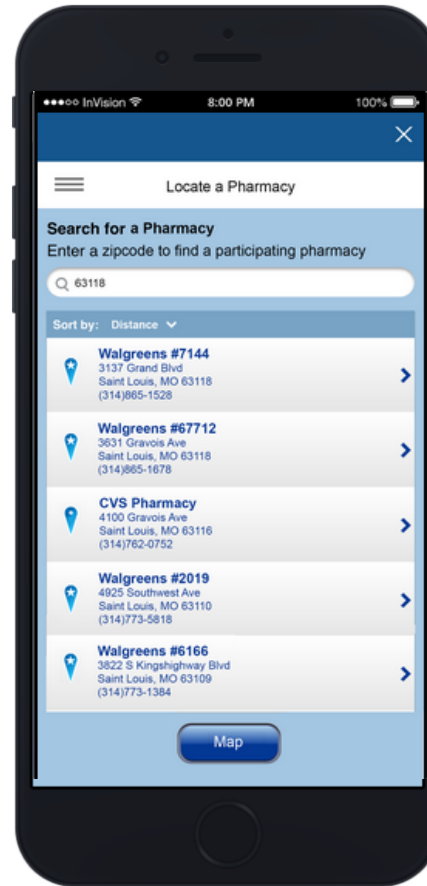 InVision 8:00 PM 100%
Locate a Pharmacy
Search for a Pharmacy
Enter a zipcode to find a participating pharmacy
63118
Sort by: Distance
Walgreens #7144
3137 Grand Blvd
Saint Louis, MO 63118
(314)865-1528
Walgreens #67712
3631 Gravois Ave
Saint Louis, MO 63118
(314)865-1678
CVS Pharmacy
4100 Gravois Ave
Saint Louis, MO 63116
(314)762-0752
Walgreens #2019
4925 Southwest Ave
Saint Louis, MO 63110
(314)773-5818
Walgreens #6166
3822 S Kingshighway Blvd
Saint Louis, MO 63109
(314)773-1384
Map